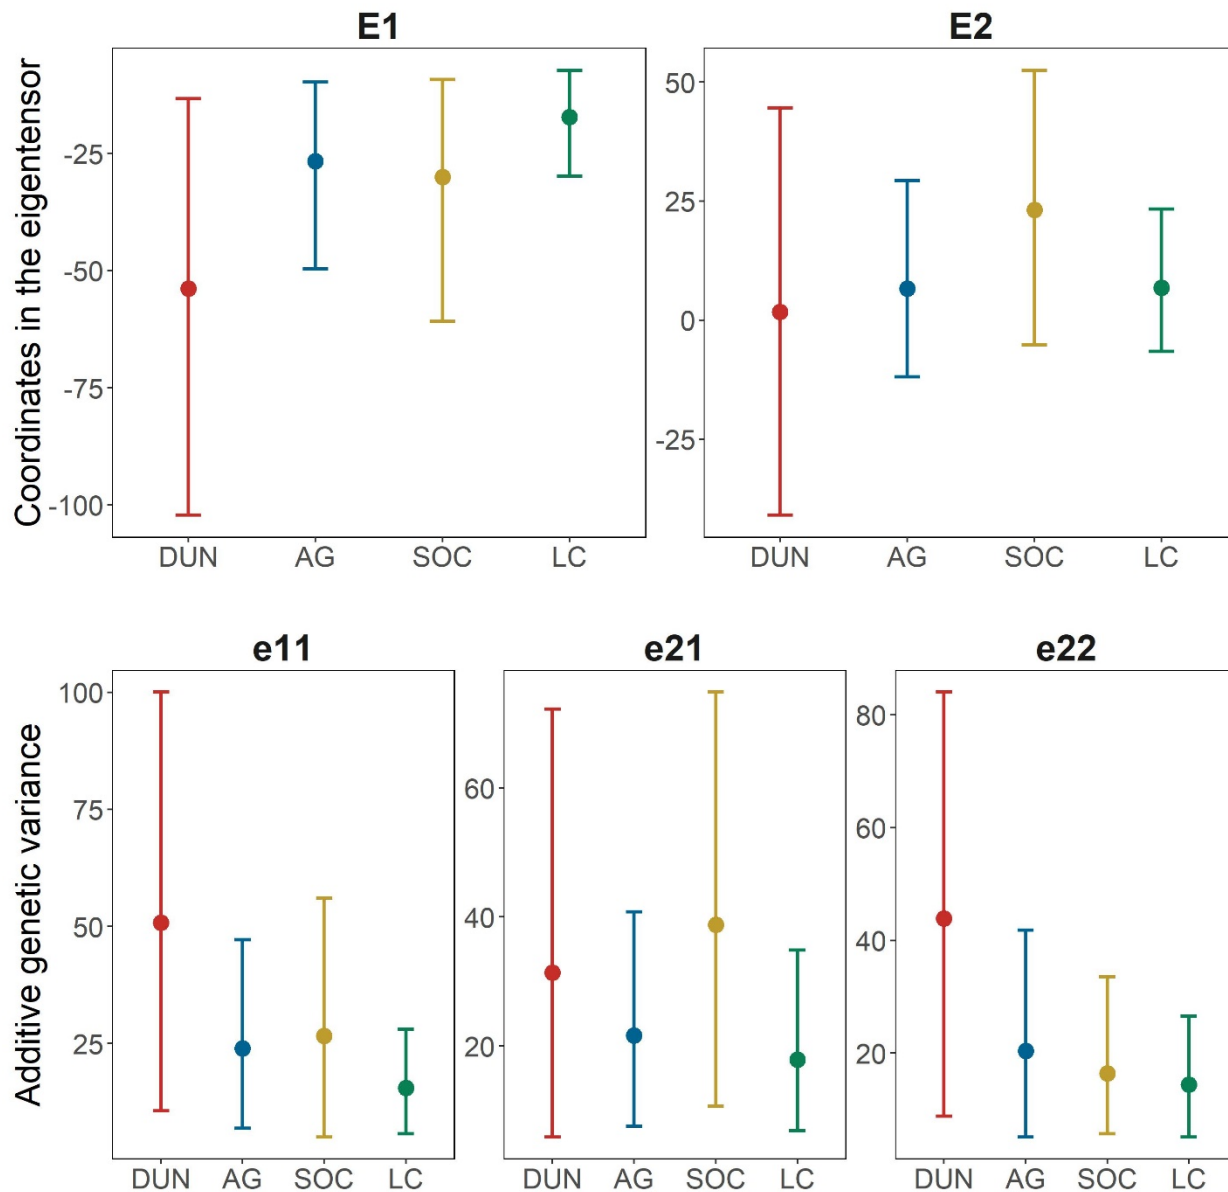 E1
E2
Coordinates in the eigentensor
-25
-50
-75
-100
50
25
0
-25
DUN AG SOC LC
DUN AG SOC LC
e11
e21
e22
Additive genetic variance
100
75
50
25
60
40
20
80
60
40
20
DUN AG SOC LC
DUN AG SOC LC
DUN AG SOC LC